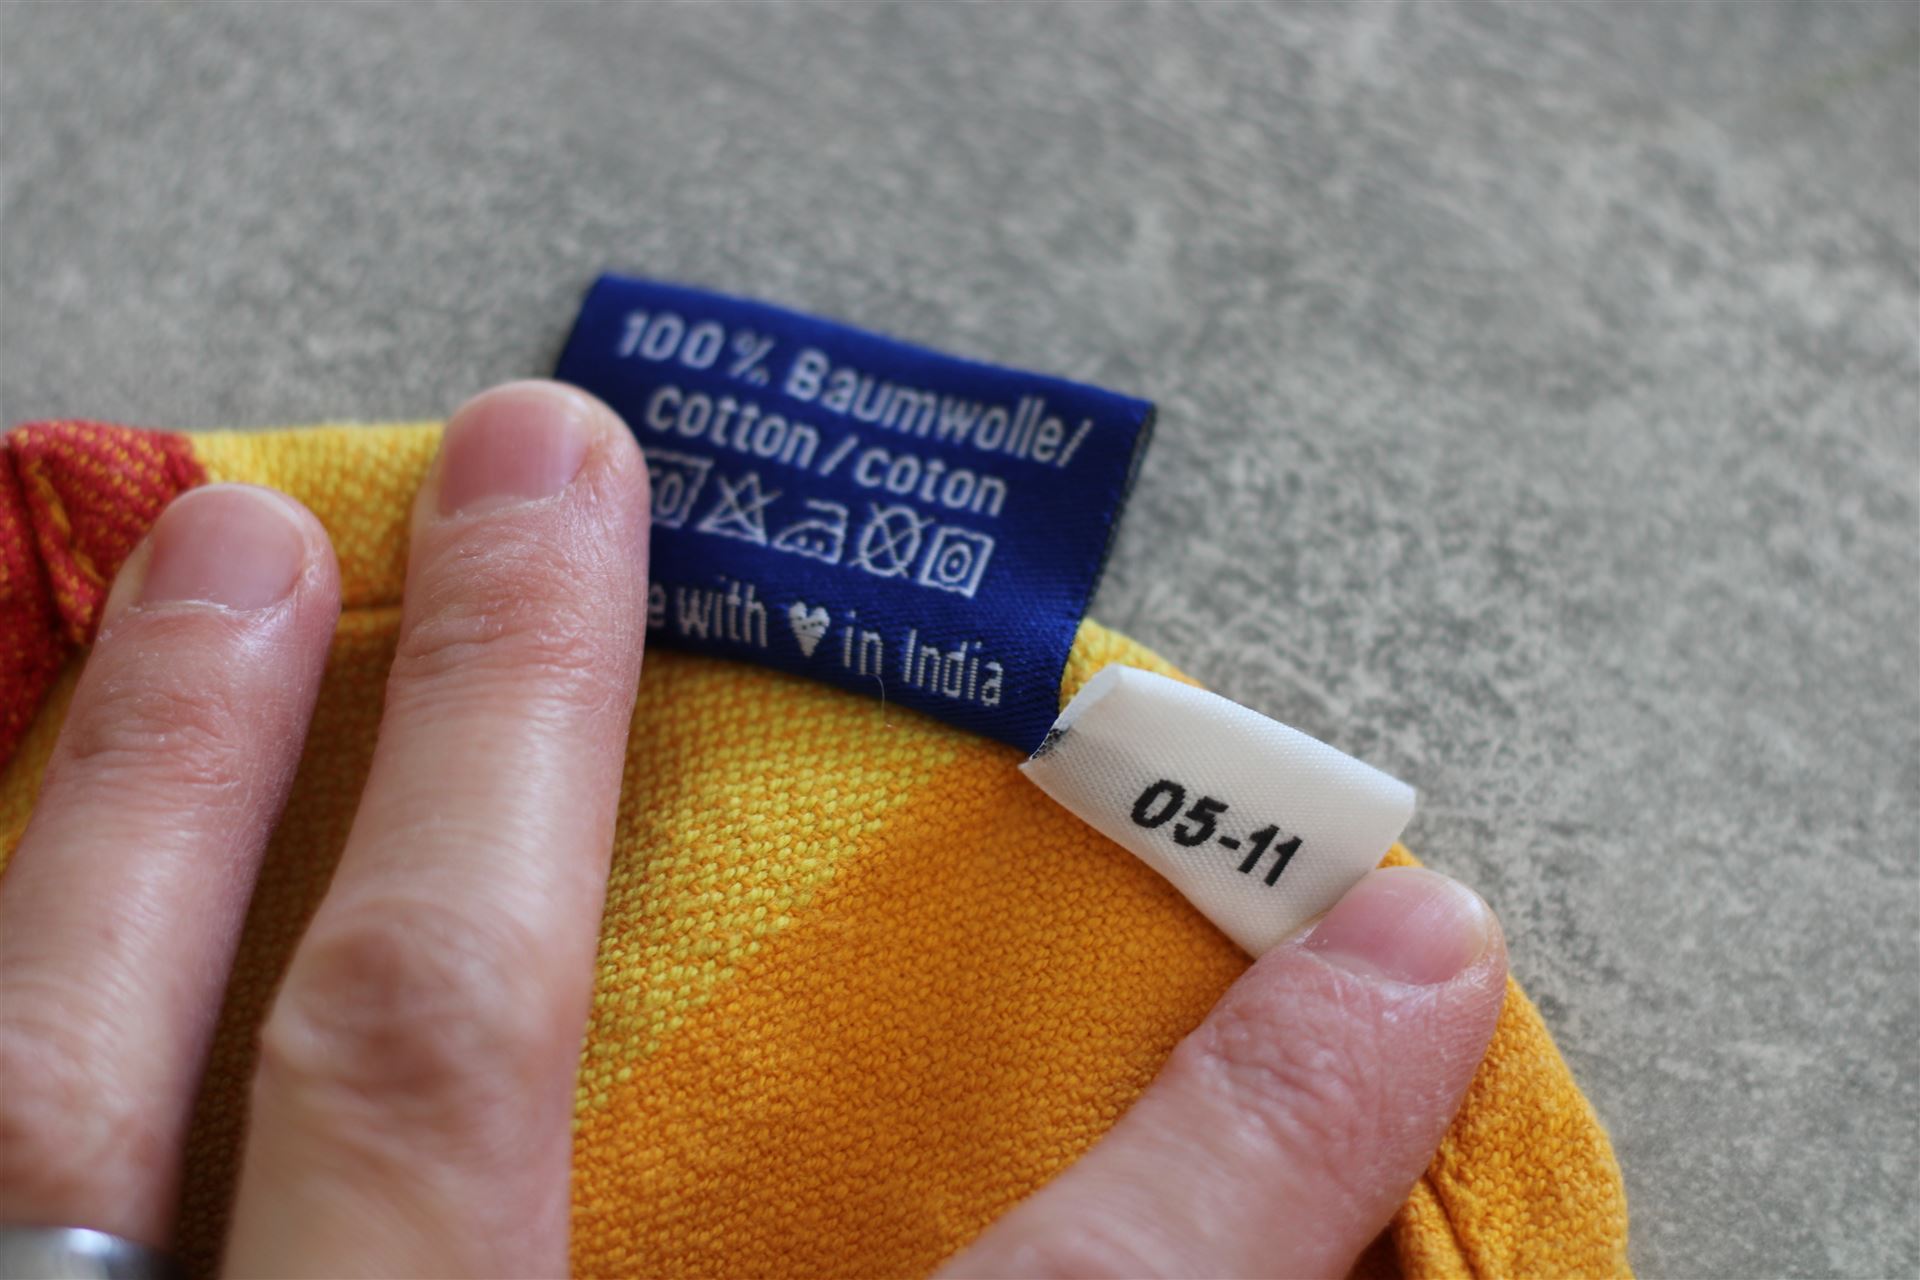 100% Baumwolle/
cotton/coton
with ♥ in India
05-11